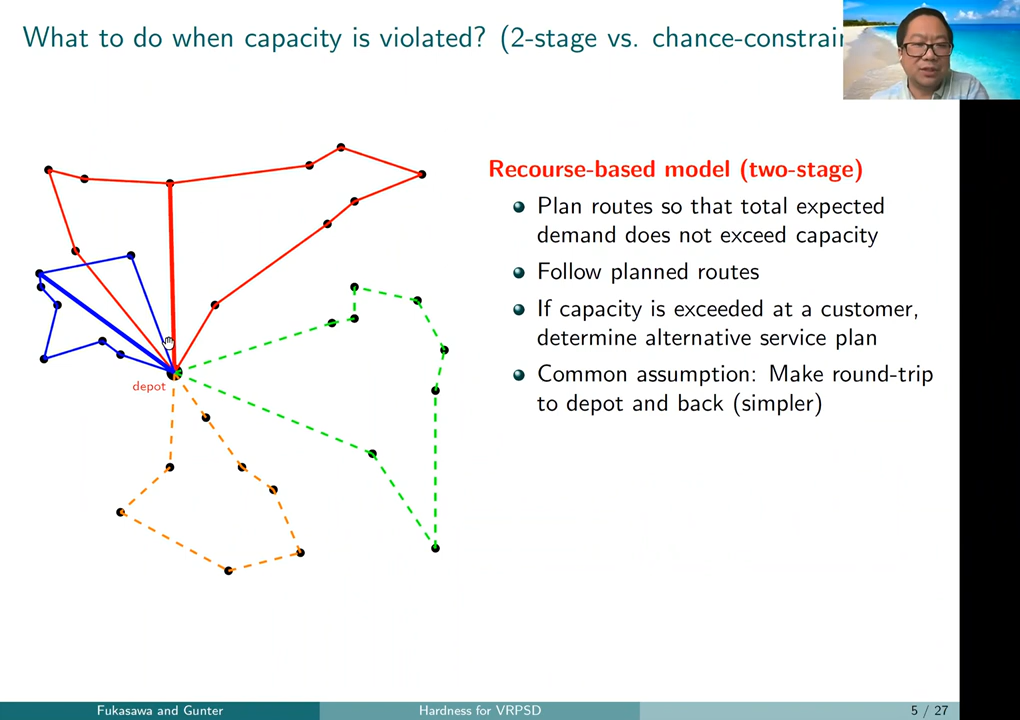 What to do when capacity is violated? (2-stage vs. chance-constrain
Recourse-based model (two-stage)
Plan routes so that total expected
demand does not exceed capacity
Follow planned routes
If capacity is exceeded at a customer,
determine alternative service plan
Common assumption: Make round-trip
to depot and back (simpler)
depot
Fukasawa and Gunter
Hardness for VRPSD
5 / 27